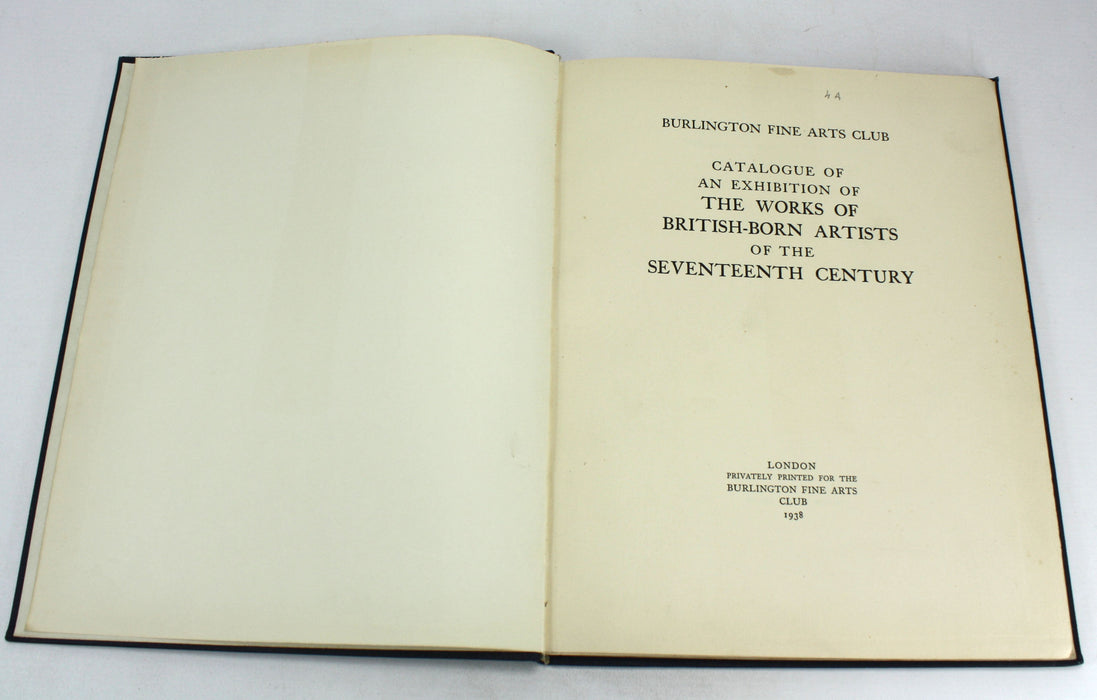 4A
BURLINGTON FINE ARTS CLUB
CATALOGUE OF
AN EXHIBITION OF
THE WORKS OF
BRITISH-BORN ARTISTS
OF THE
SEVENTEENTH CENTURY
LONDON
PRIVATELY PRINTED FOR THE
BURLINGTON FINE ARTS
CLUB
1938